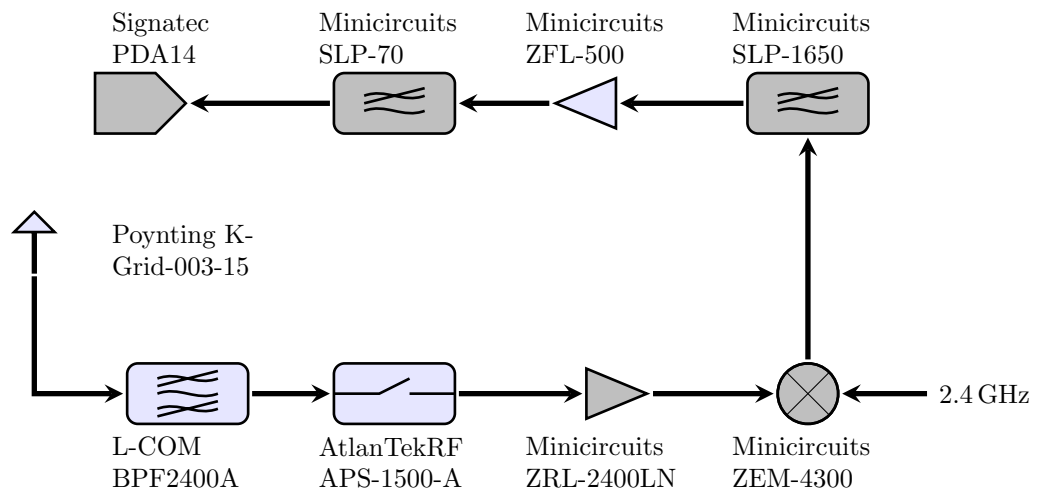 Signatec
PDA14
Minicircuits
SLP-70
Minicircuits
ZFL-500
Minicircuits
SLP-1650
Poynting K-
Grid-003-15
2.4 GHz
L-COM
BPF2400A
AtlanTekRF
APS-1500-A
Minicircuits
ZRL-2400LN
Minicircuits
ZEM-4300